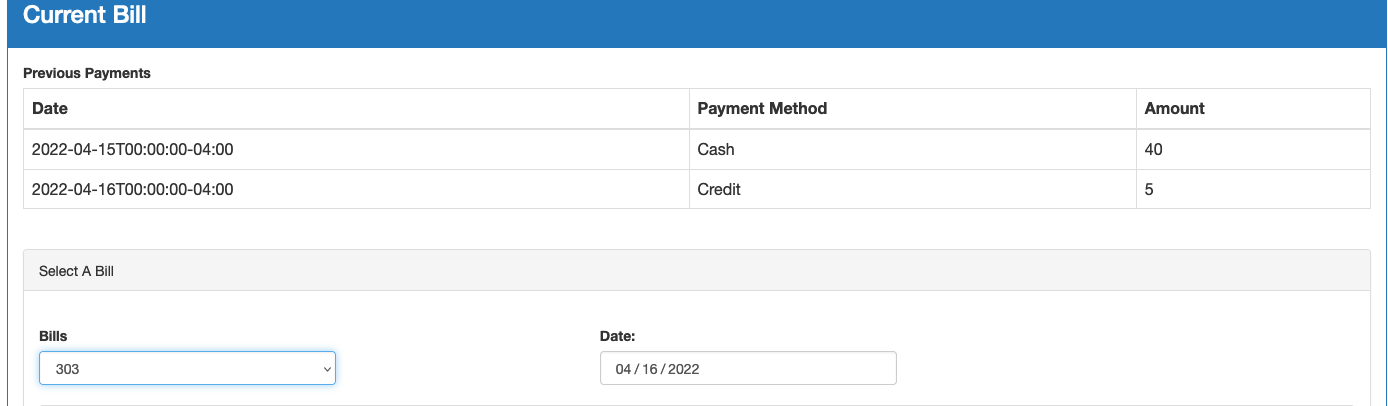 Current Bill
Previous Payments
Date Payment Method Amount
2022-04-15T00:00:00-04:00 Cash 40
2022-04-16T00:00:00-04:00 Credit 5
Select A Bill
Bills Date:
303 04 / 16 / 2022